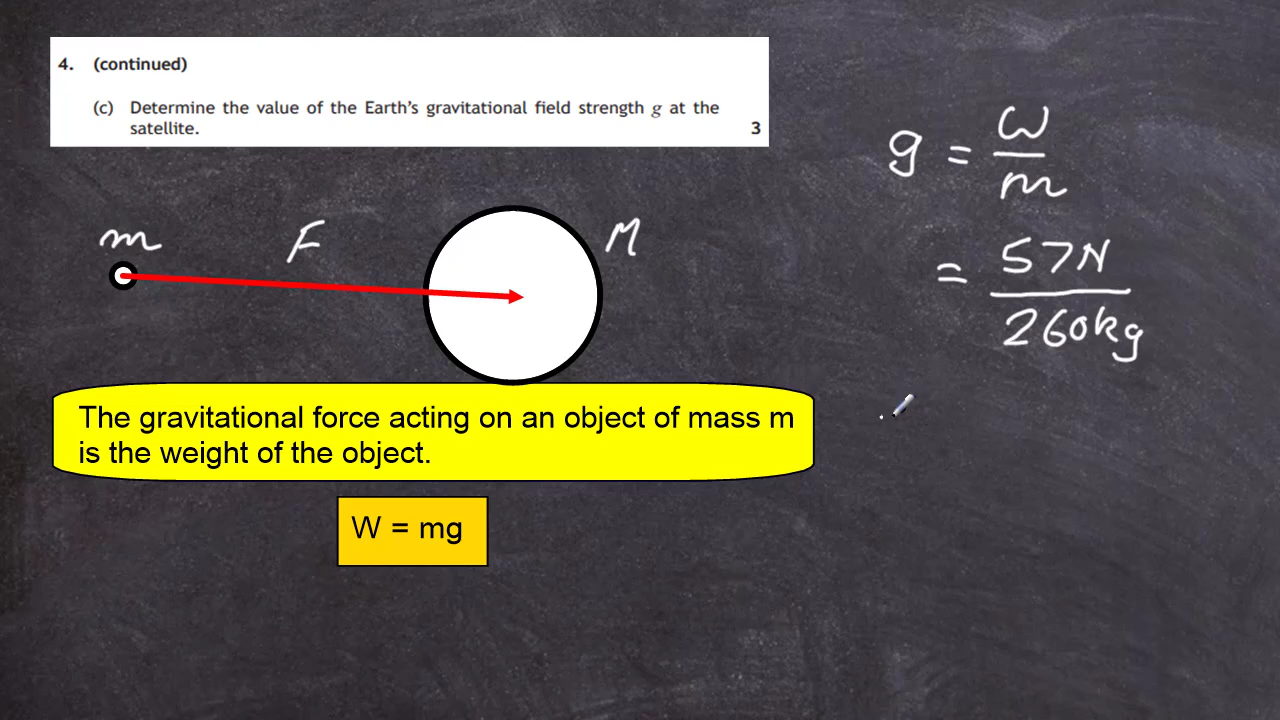 4. (continued)
(c) Determine the value of the Earth's gravitational field strength g at the
satellite.
3
m
F
M
The gravitational force acting on an object of mass m
is the weight of the object.
W = mg
g = W/m
= 57N/260kg